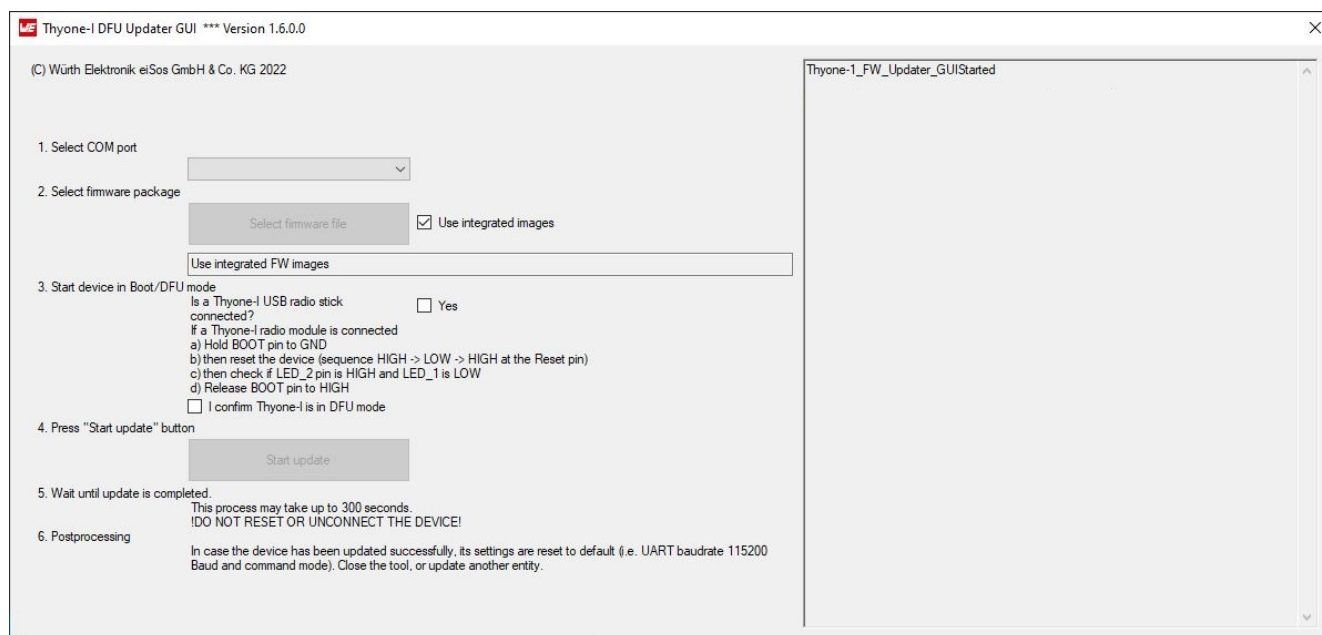 WE Thyone-I DFU Updater GUI *** Version 1.6.0.0
(C) Würth Elektronik eiSos GmbH & Co. KG 2022
Thyone-1_FW_Updater_GUIStarted
1. Select COM port
2. Select firmware package
Select firmware file
Use integrated images
Use integrated FW images
3. Start device in Boot/DFU mode
Is a Thyone-I USB radio stick
connected?
Yes
If a Thyone-I radio module is connected
a) Hold BOOT pin to GND
b) then reset the device (sequence HIGH -> LOW -> HIGH at the Reset pin)
c) then check if LED_2 pin is HIGH and LED_1 is LOW
d) Release BOOT pin to HIGH
I confirm Thyone-I is in DFU mode
4. Press "Start update" button
Start update
5. Wait until update is completed.
This process may take up to 300 seconds.
!DO NOT RESET OR UNCONNECT THE DEVICE!
6. Postprocessing
In case the device has been updated successfully, its settings are reset to default (i.e. UART baudrate 115200
Baud and command mode). Close the tool, or update another entity.